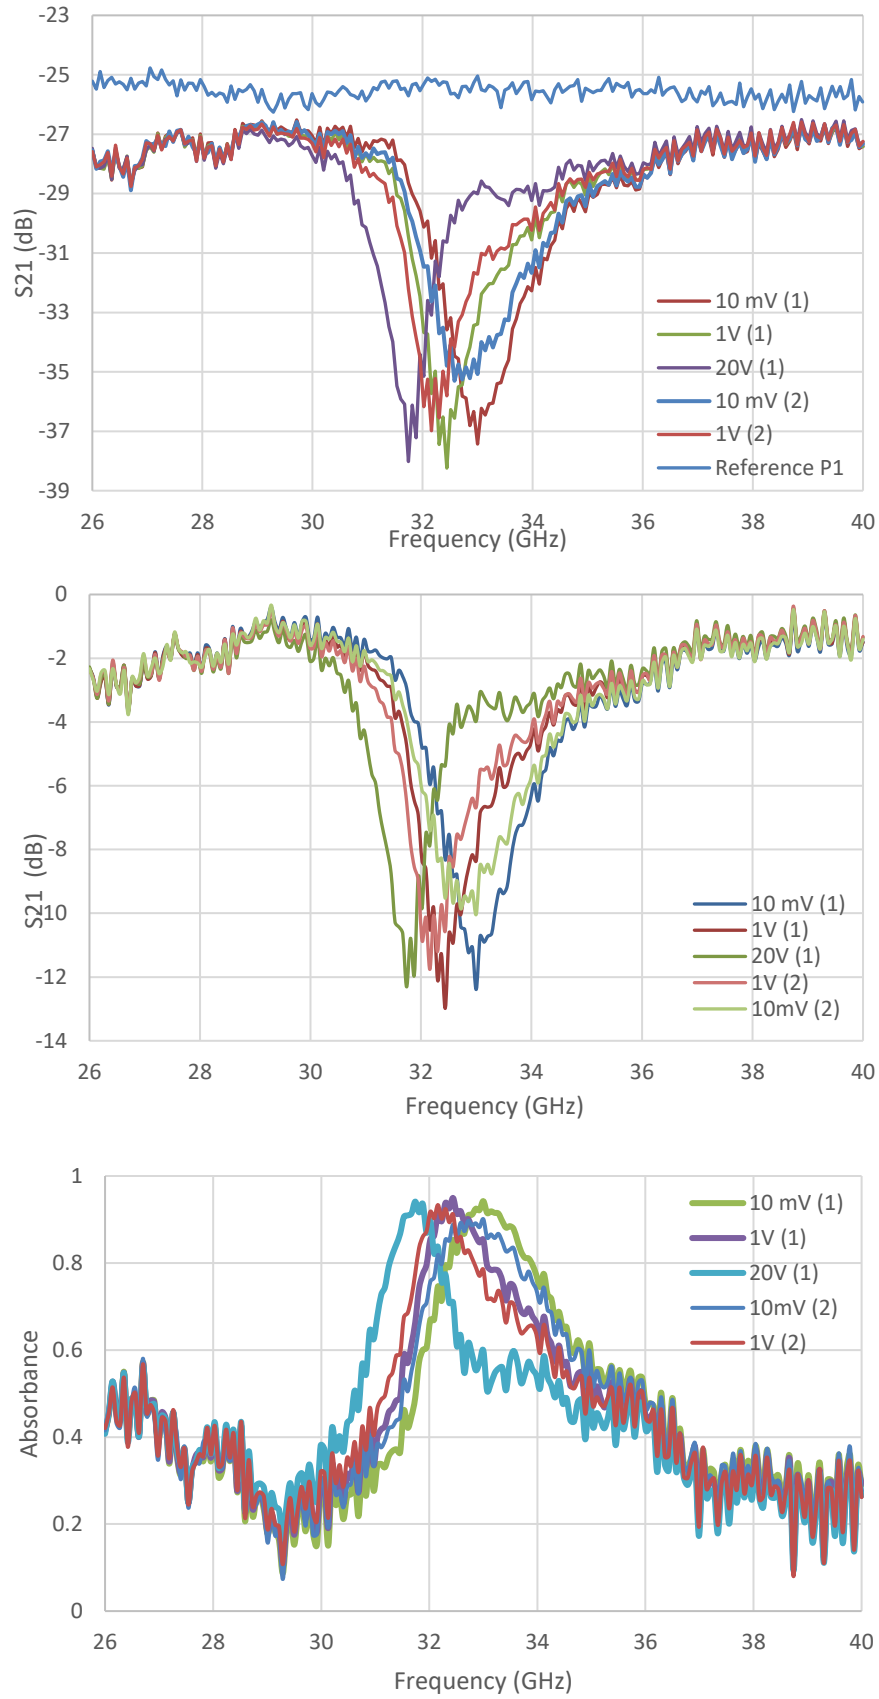 -23
-25
-27
-29
-31
-33
-35
-37
-39
S21 (dB)
10 mV (1)
1V (1)
20V (1)
10 mV (2)
1V (2)
Reference P1
26 28 30 32 34 36 38 40
Frequency (GHz)
0
-2
-4
-6
-8
-10
-12
-14
S21 (dB)
10 mV (1)
1V (1)
20V (1)
1V (2)
10mV (2)
26 28 30 32 34 36 38 40
Frequency (GHz)
1
0.8
0.6
0.4
0.2
0
Absorbance
10 mV (1)
1V (1)
20V (1)
10mV (2)
1V (2)
26 28 30 32 34 36 38 40
Frequency (GHz)